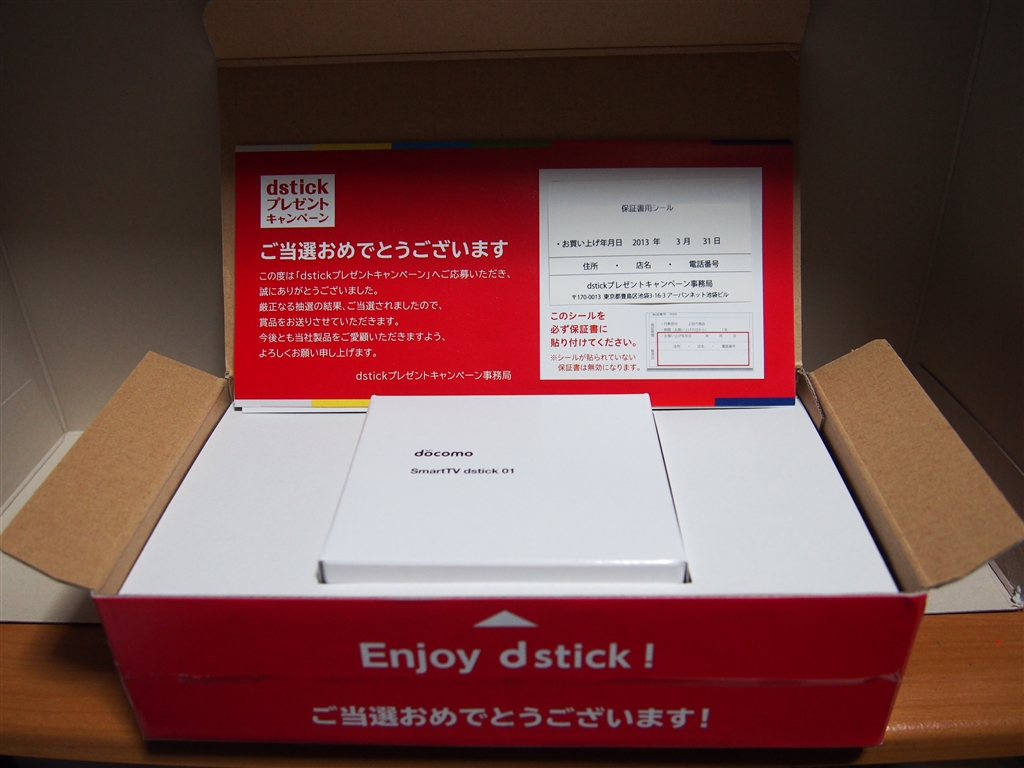 dstick
プレゼント
キャンペーン
ご当選おめでとうございます
この度は「dstickプレゼントキャンペーン」へご応募いただき、
誠にありがとうございました。
厳正なる抽選の結果、ご当選されましたので、
賞品をお送りさせていただきます。
今後とも当社製品をご愛顧いただきますよう、
よろしくお願い申し上げます。
dstickプレゼントキャンペーン事務局
保証書用シール
・お買い上げ年月日 2013 年 3 月 31 日
住所 ・ 店名 ・ 電話番号
dstickプレゼントキャンペーン事務局
〒170-0013 東京都豊島区池袋3-16-3 アーバンネット池袋ビル
このシールを
必ず保証書に
貼り付けてください。
※シールが貼られていない
保証書は無効になります。
döcomo
SmartTV dstick 01
Enjoy dstick !
ご当選おめでとうございます!